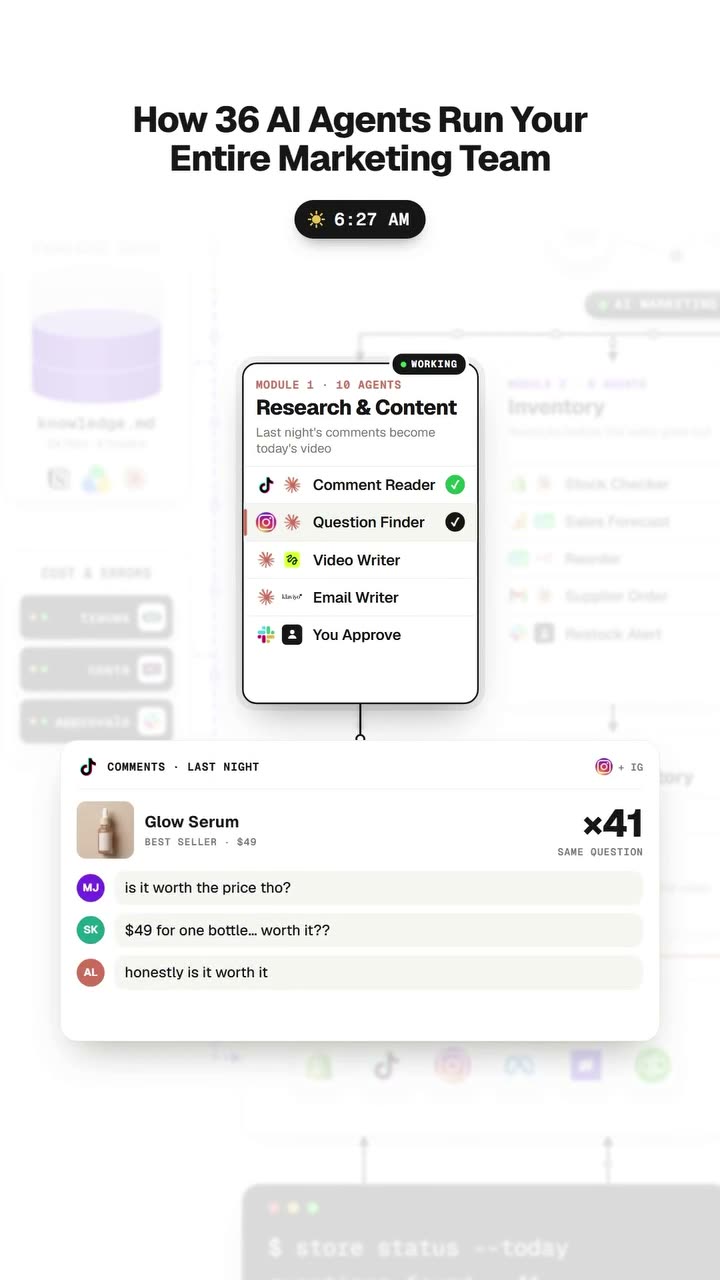 How 36 AI Agents Run Your
Entire Marketing Team
6:27 AM
AI MARKETING
WORKING
MODULE 1 · 10 AGENTS
Research & Content
Last night's comments become
today's video
Comment Reader
Question Finder
Video Writer
Email Writer
You Approve
knowledge.md
COST & ERRORS
traces
costs
approvals
Inventory
Stock Checker
Sales Forecast
Reorder
Supplier Order
Restock Alert
COMMENTS · LAST NIGHT
+ IG
Glow Serum
BEST SELLER · $49
×41
SAME QUESTION
MJ
is it worth the price tho?
SK
$49 for one bottle… worth it??
AL
honestly is it worth it
$ store status --today